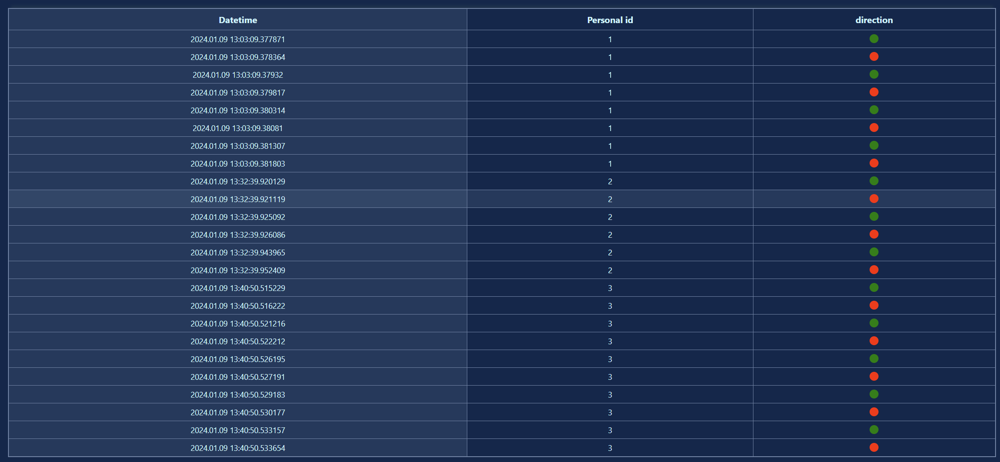 Datetime Personal id direction
2024.01.09 13:03:09.377871 1
2024.01.09 13:03:09.378364 1
2024.01.09 13:03:09.37932 1
2024.01.09 13:03:09.379817 1
2024.01.09 13:03:09.380314 1
2024.01.09 13:03:09.38081 1
2024.01.09 13:03:09.381307 1
2024.01.09 13:03:09.381803 1
2024.01.09 13:32:39.920129 2
2024.01.09 13:32:39.921119 2
2024.01.09 13:32:39.925092 2
2024.01.09 13:32:39.926086 2
2024.01.09 13:32:39.943965 2
2024.01.09 13:32:39.952409 2
2024.01.09 13:40:50.515229 3
2024.01.09 13:40:50.516222 3
2024.01.09 13:40:50.521216 3
2024.01.09 13:40:50.522212 3
2024.01.09 13:40:50.526195 3
2024.01.09 13:40:50.527191 3
2024.01.09 13:40:50.529183 3
2024.01.09 13:40:50.530177 3
2024.01.09 13:40:50.533157 3
2024.01.09 13:40:50.533654 3